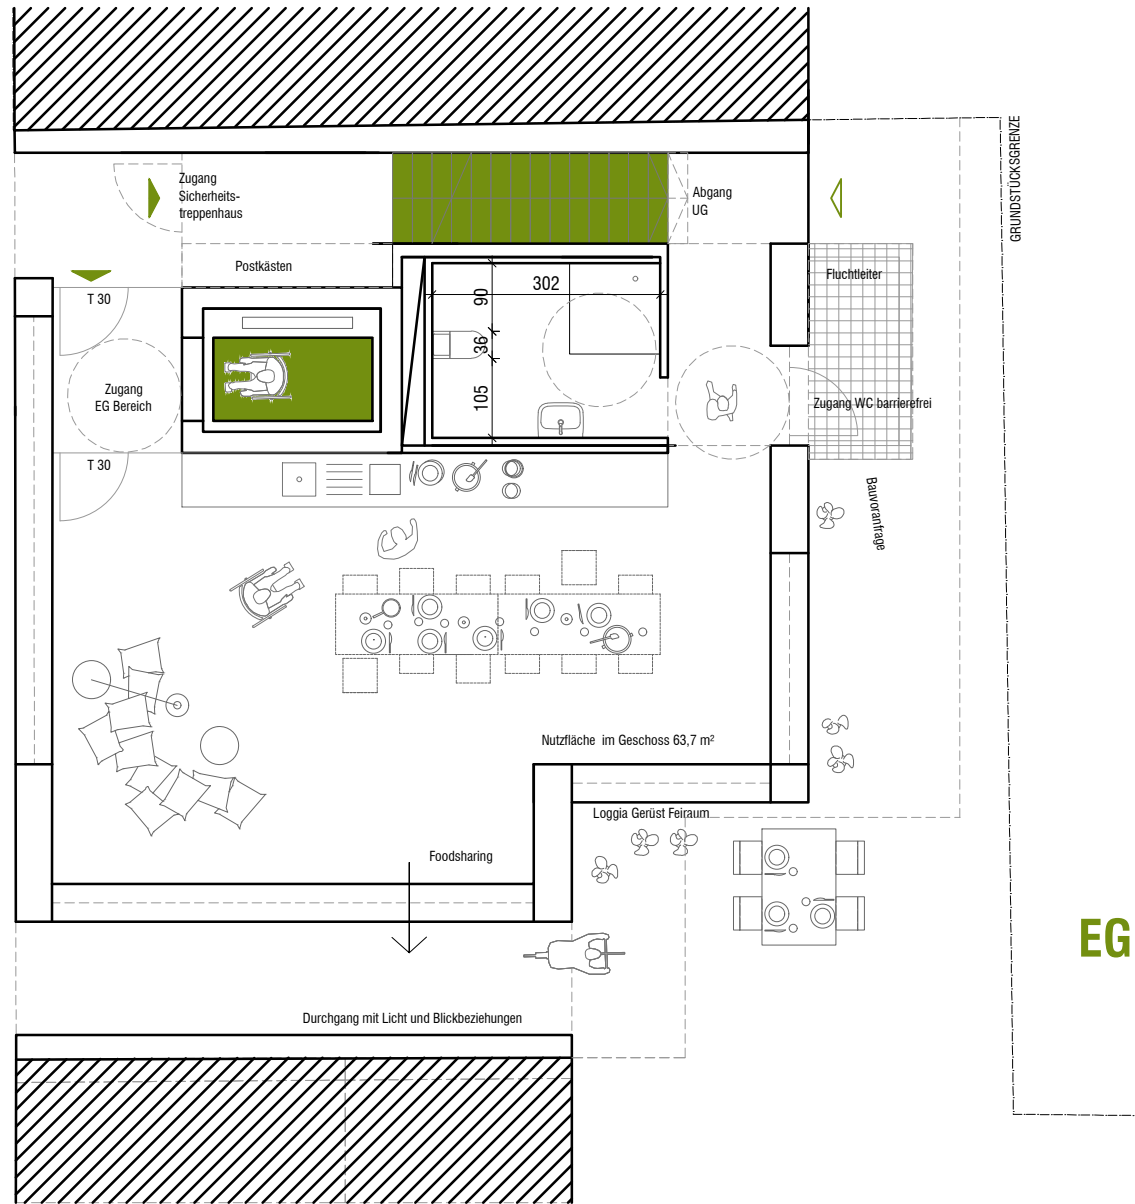 GRUNDSTÜCKSGRENZE
Zugang
Sicherheits-
treppenhaus
Abgang
UG
Postkästen
Fluchtleiter
T 30
302
90
36
105
Zugang
EG Bereich
Zugang WC barrierefrei
T 30
Bauvoranfrage
Nutzfläche im Geschoss 63,7 m²
Loggia Gerüst Feiraum
Foodsharing
EG
Durchgang mit Licht und Blickbeziehungen